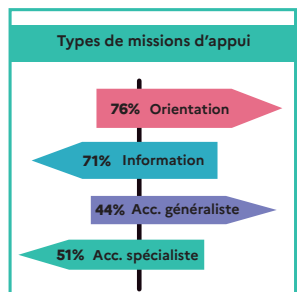 Types de missions d'appui
76% Orientation
71% Information
44% Acc. généraliste
51% Acc. spécialiste